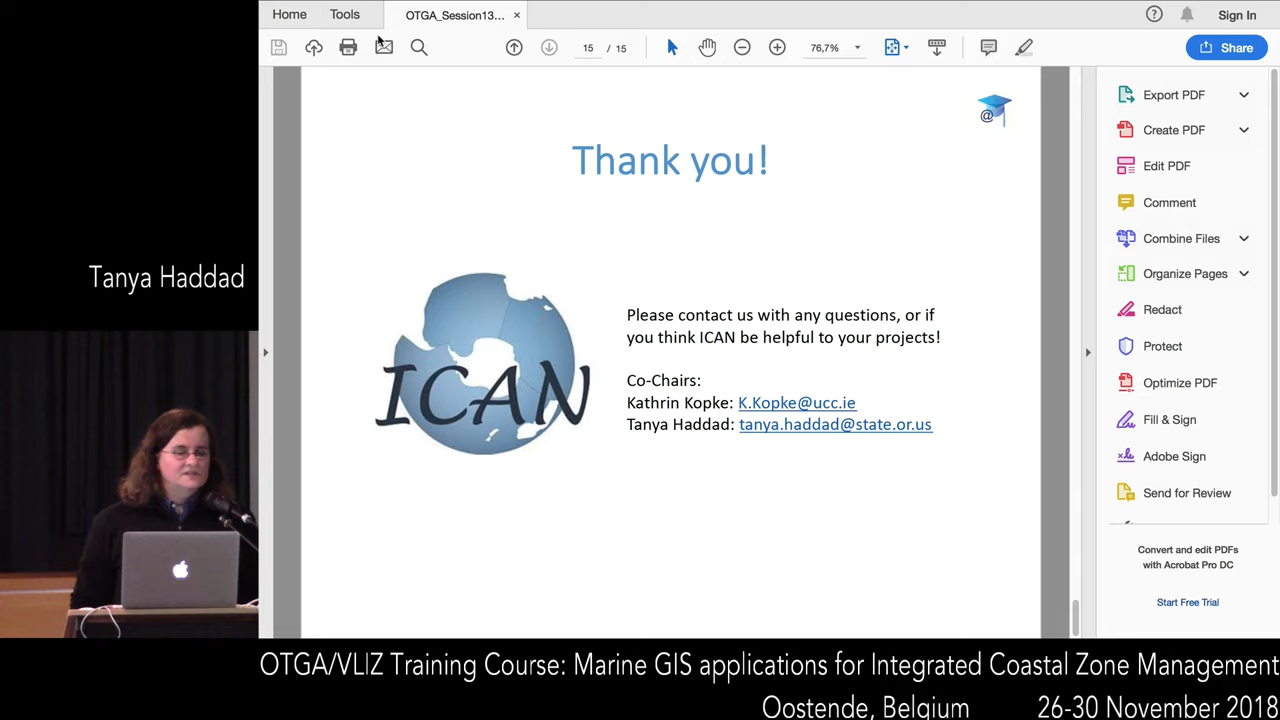 Home
Tools
OTGA_Session13...
×
Sign In
15 / 15
76,7%
Share
@
Thank you!
ICAN
Please contact us with any questions, or if
you think ICAN be helpful to your projects!
Co-Chairs:
Kathrin Kopke: K.Kopke@ucc.ie
Tanya Haddad: tanya.haddad@state.or.us
Export PDF
Create PDF
Edit PDF
Comment
Combine Files
Organize Pages
Redact
Protect
Optimize PDF
Fill & Sign
Adobe Sign
Send for Review
Convert and edit PDFs
with Acrobat Pro DC
Start Free Trial
Tanya Haddad
OTGA/VLIZ Training Course: Marine GIS applications for Integrated Coastal Zone Management
Oostende, Belgium 26-30 November 2018